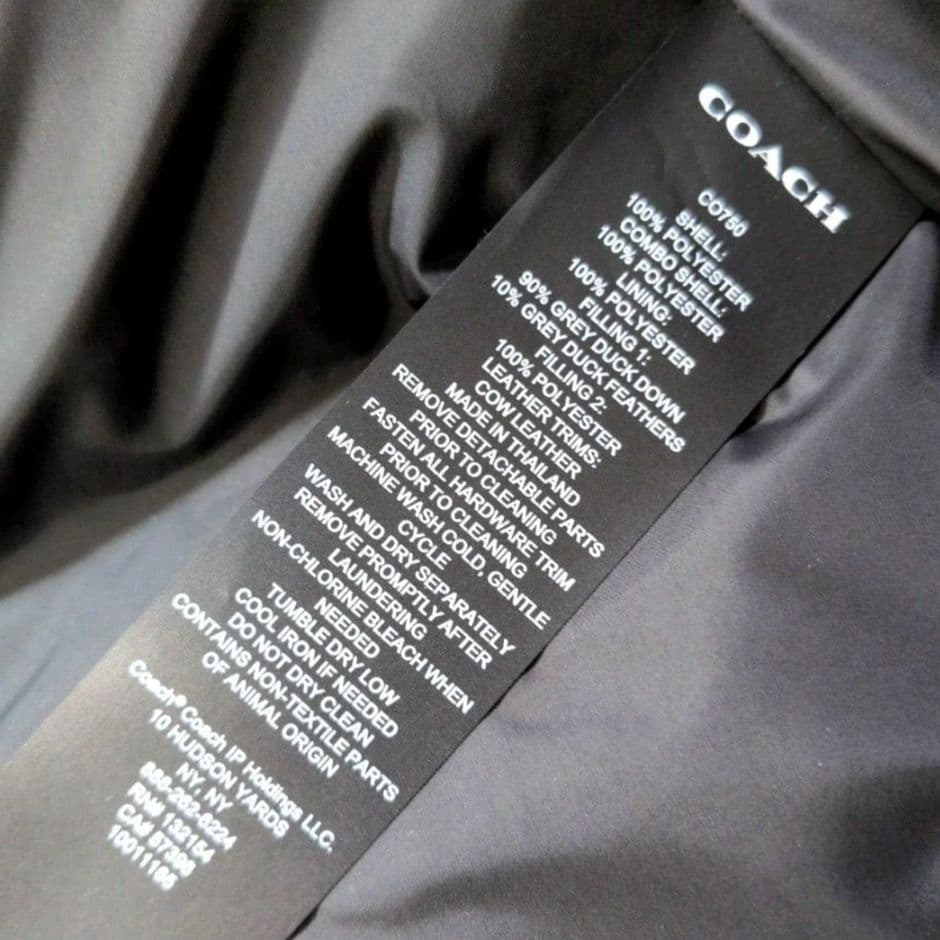 COACH
CO750
SHELL:
100% POLYESTER
COMBO SHELL:
100% POLYESTER
LINING:
100% POLYESTER
FILLING 1:
90% GREY DUCK DOWN
10% GREY DUCK FEATHERS
FILLING 2:
100% POLYESTER
LEATHER TRIMS:
COW LEATHER
MADE IN THAILAND
REMOVE DETACHABLE PARTS
PRIOR TO CLEANING
FASTEN ALL HARDWARE TRIM
PRIOR TO CLEANING
MACHINE WASH COLD, GENTLE
CYCLE
WASH AND DRY SEPARATELY
REMOVE PROMPTLY AFTER
LAUNDERING
NON-CHLORINE BLEACH WHEN
NEEDED
TUMBLE DRY LOW
COOL IRON IF NEEDED
DO NOT DRY CLEAN
CONTAINS NON-TEXTILE PARTS
OF ANIMAL ORIGIN
Coach® Coach IP Holdings LLC.
10 HUDSON YARDS
NY, NY
RN# 132154
CA# 57398